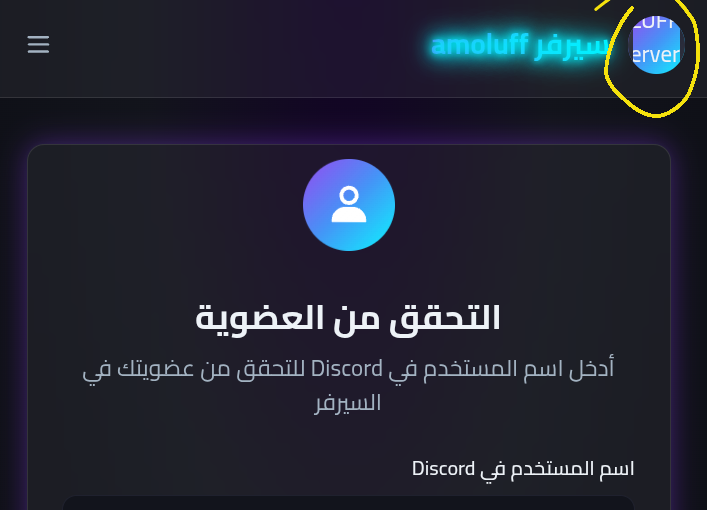 سيرفر amoluff
erver
التحقق من العضوية
أدخل اسم المستخدم في Discord للتحقق من عضويتك في
السيرفر
اسم المستخدم في Discord